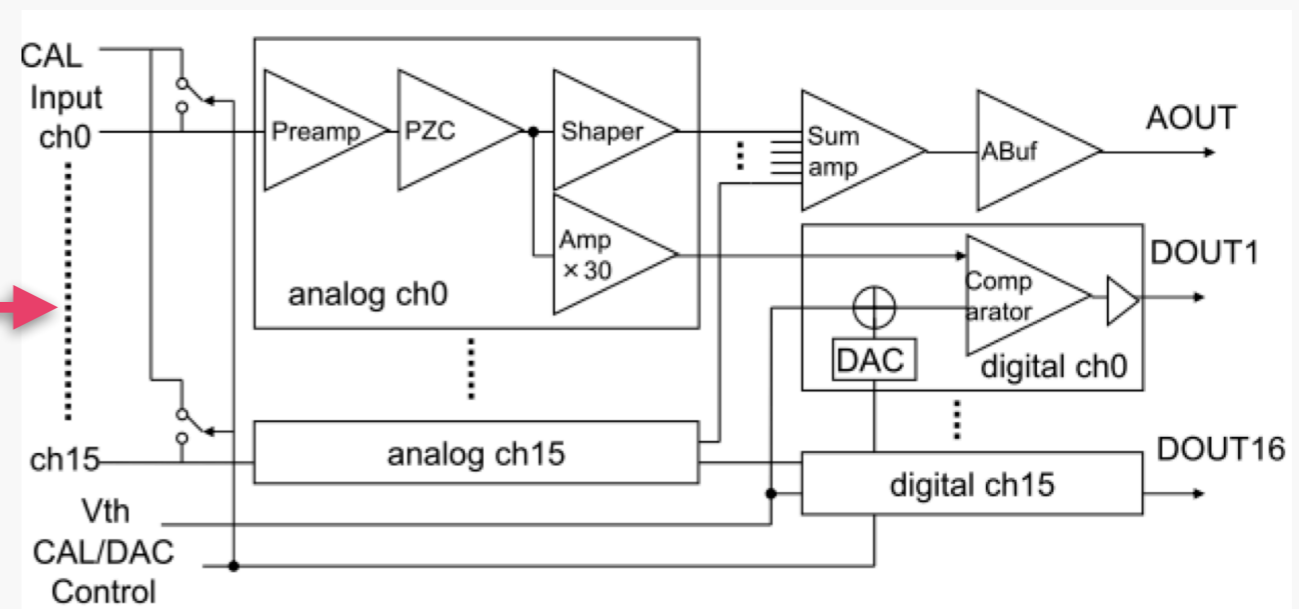 CAL
Input
ch0
Preamp
PZC
Shaper
Amp
×30
analog ch0
Sum
amp
ABuf
AOUT
DOUT1
Comp
arator
DAC
digital ch0
analog ch15
ch15
digital ch15
DOUT16
Vth
CAL/DAC
Control